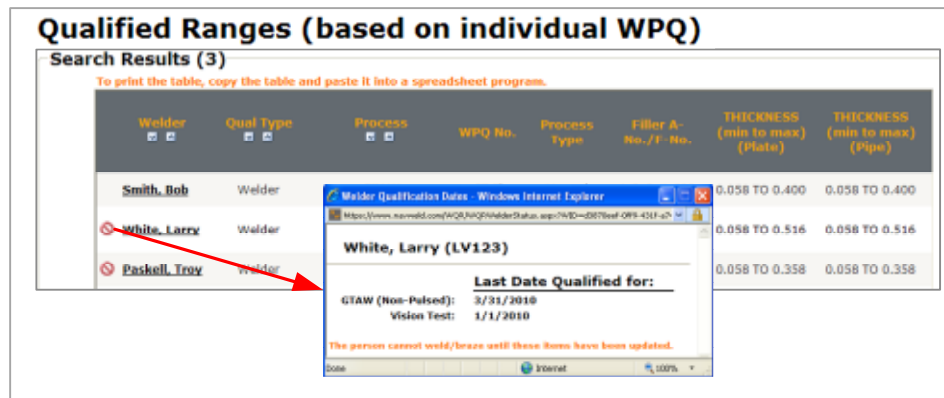 Qualified Ranges (based on individual WPQ)
Search Results (3)
To print the table, copy the table and paste it into a spreadsheet program.
Welder Qual Type Process WPQ No. Process Type Filler A-No./F-No. THICKNESS (min to max) (Plate) THICKNESS (min to max) (Pipe)
Smith, Bob Welder 0.058 TO 0.400 0.058 TO 0.400
White, Larry Welder 0.058 TO 0.516 0.058 TO 0.516
Paskell, Troy Welder 0.058 TO 0.358 0.058 TO 0.358
Welder Qualification Dates - Windows Internet Explorer
White, Larry (LV123)
Last Date Qualified for:
GTAW (Non-Pulsed): 3/31/2010
Vision Test: 1/1/2010
The person cannot weld/braze until these items have been updated.
Done Internet 100%